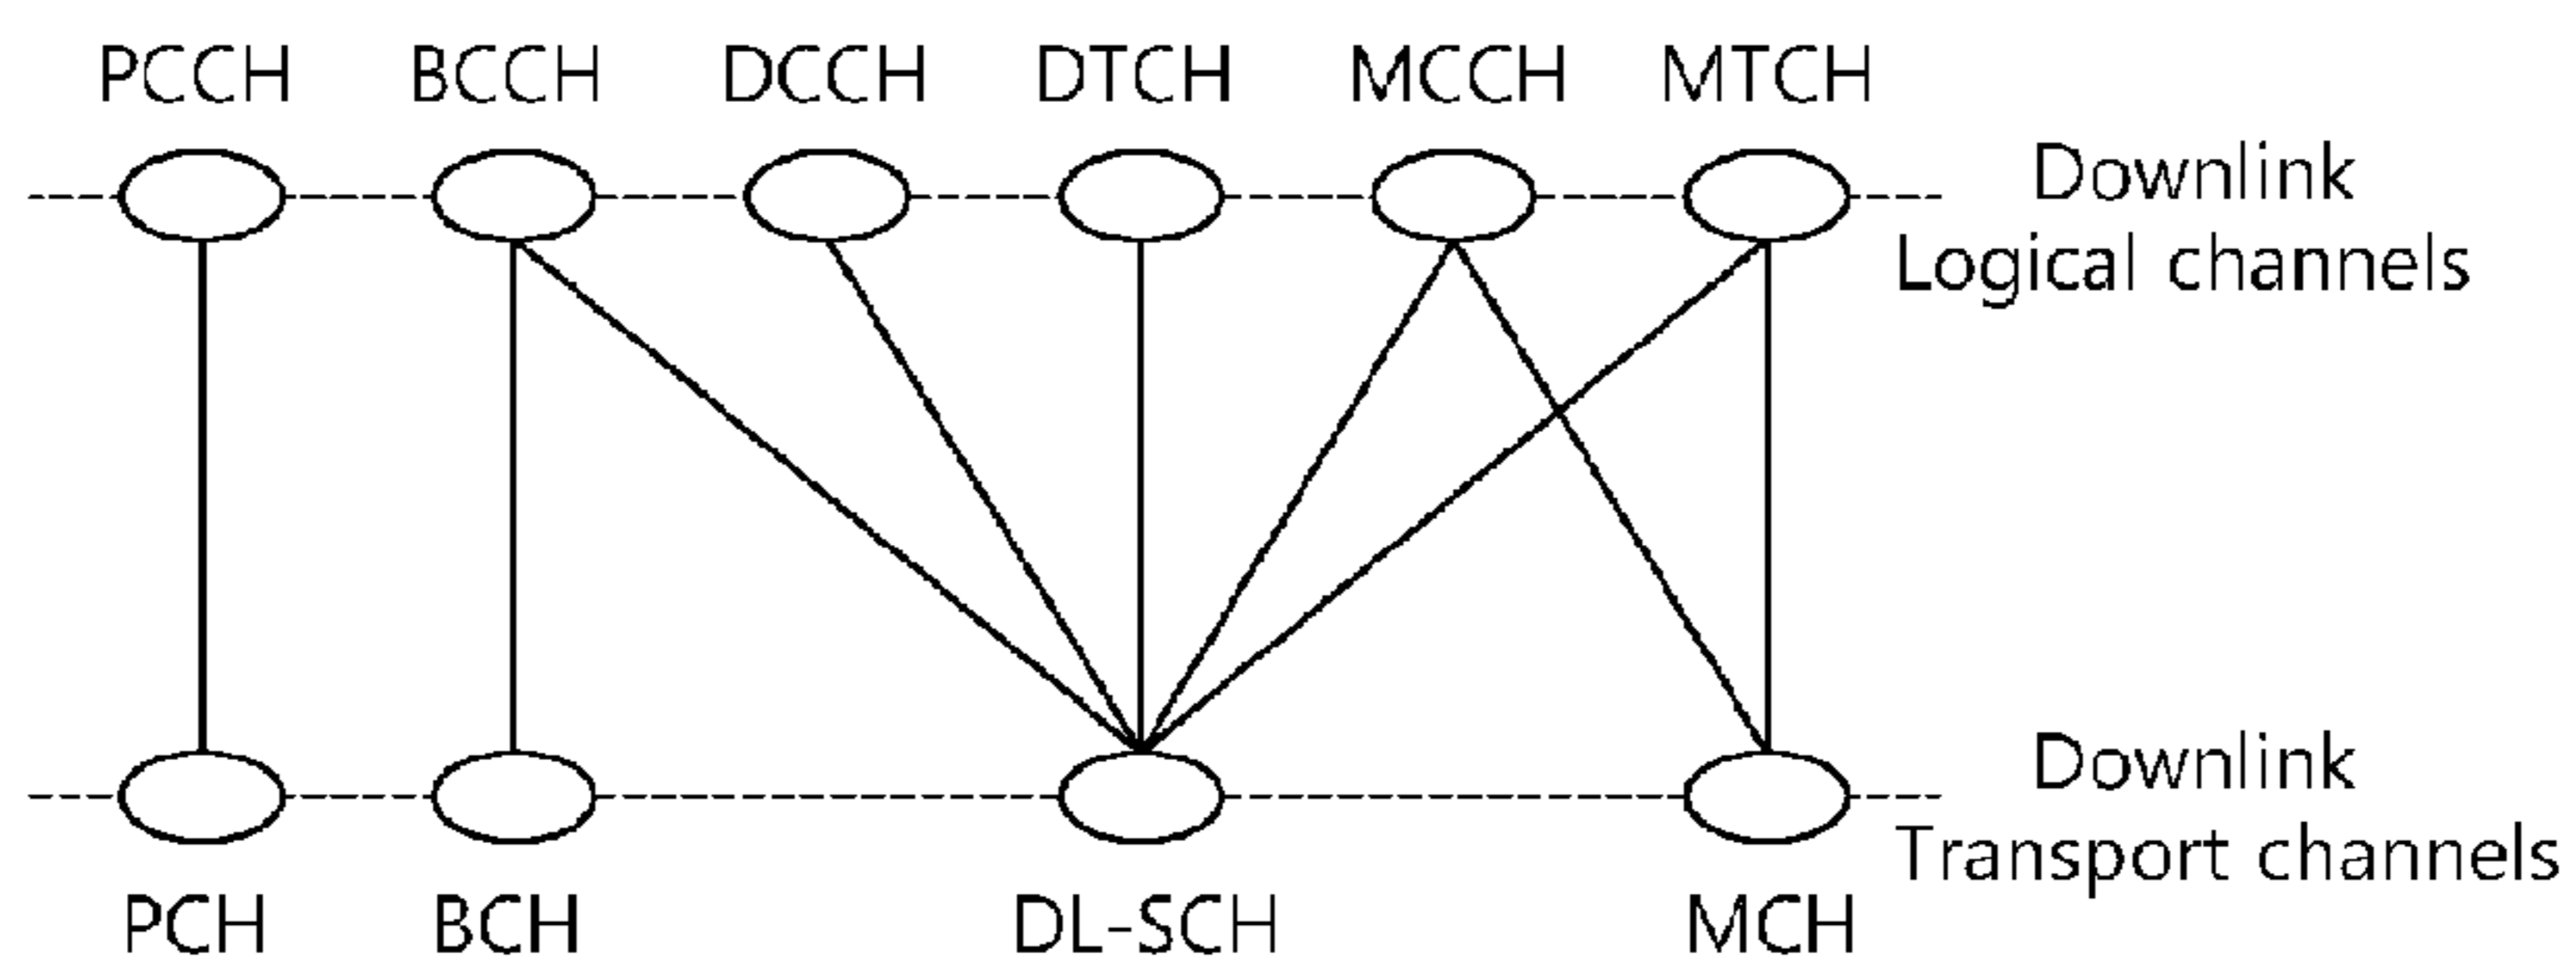 PCCH BCCH DCCH DTCH MCCH MTCH
Downlink
Logical channels
Downlink
Transport channels
PCH BCH DL-SCH MCH